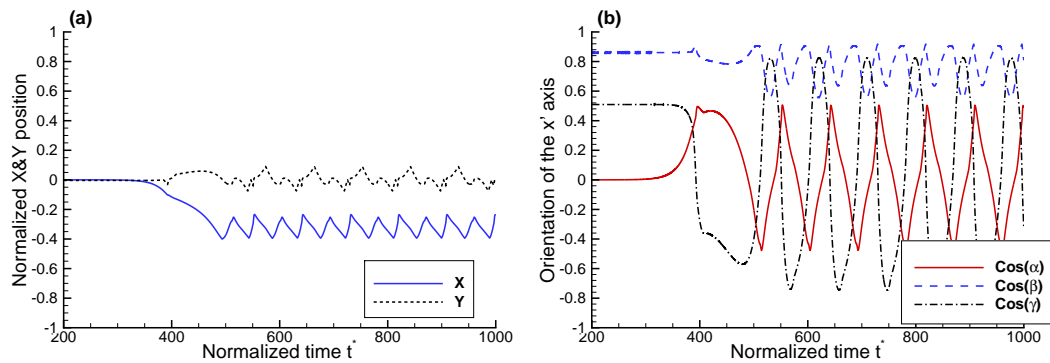 (a)
Normalized X&Y position
1
0.8
0.6
0.4
0.2
0
-0.2
-0.4
-0.6
-0.8
-1
200
400
600
800
1000
Normalized time t*
X
Y
(b)
Orientation of the x' axis
1
0.8
0.6
0.4
0.2
0
-0.2
-0.4
-0.6
-0.8
-1
200
400
600
800
1000
Normalized time t*
Cos(α)
Cos(β)
Cos(γ)